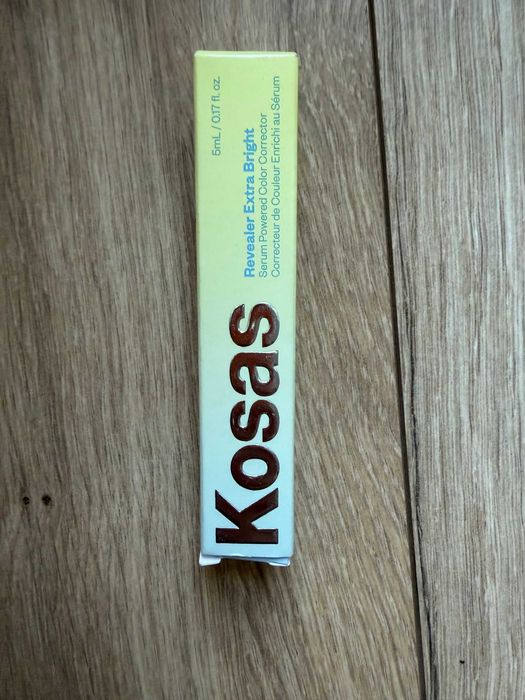 Kosas
Revealer Extra Bright
Serum Powered Color Corrector
Correcteur de Couleur Enrichi au Sérum
5mL / 0.17 fl. oz.